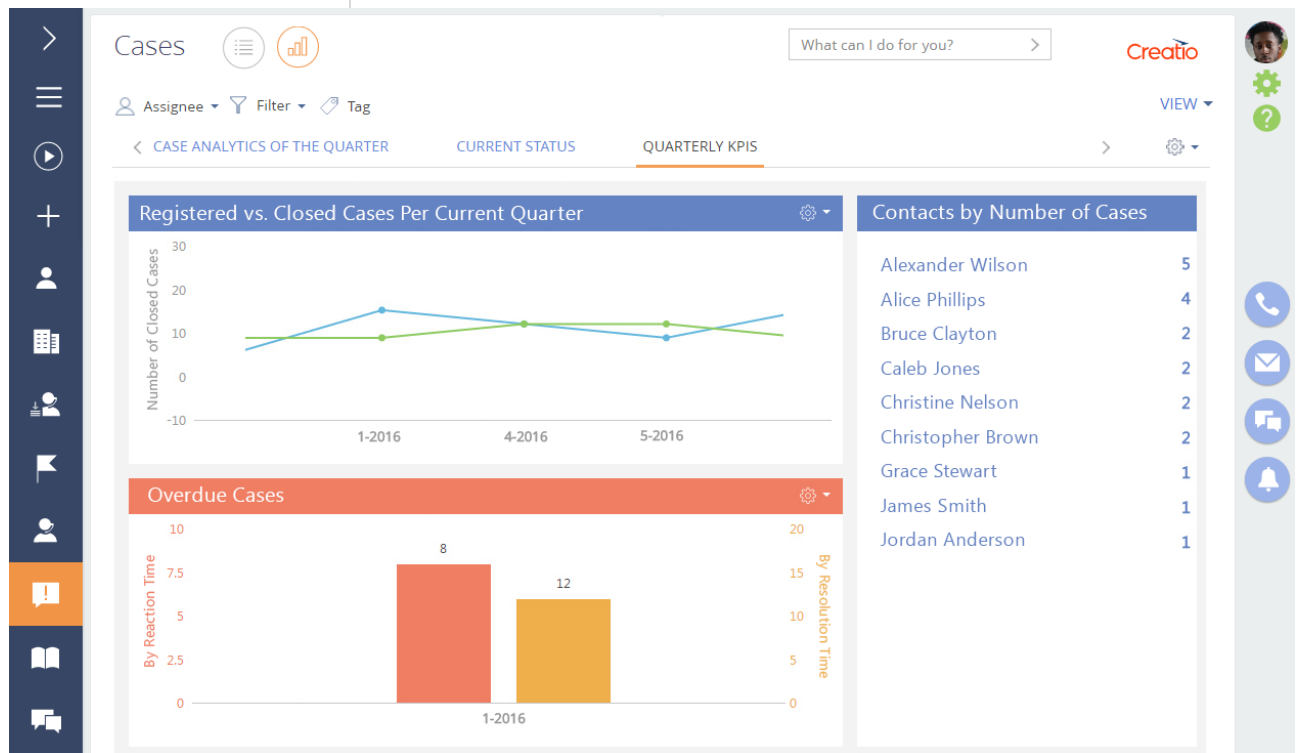 Cases
What can I do for you?
Creatio
Assignee Filter Tag
VIEW
CASE ANALYTICS OF THE QUARTER CURRENT STATUS QUARTERLY KPIS
Registered vs. Closed Cases Per Current Quarter
Number of Closed Cases
30
20
10
0
-10
1-2016 4-2016 5-2016
Contacts by Number of Cases
Alexander Wilson 5
Alice Phillips 4
Bruce Clayton 2
Caleb Jones 2
Christine Nelson 2
Christopher Brown 2
Grace Stewart 1
James Smith 1
Jordan Anderson 1
Overdue Cases
By Reaction Time
10
7.5
5
2.5
0
8
12
1-2016
20
15
10
5
0
By Resolution Time